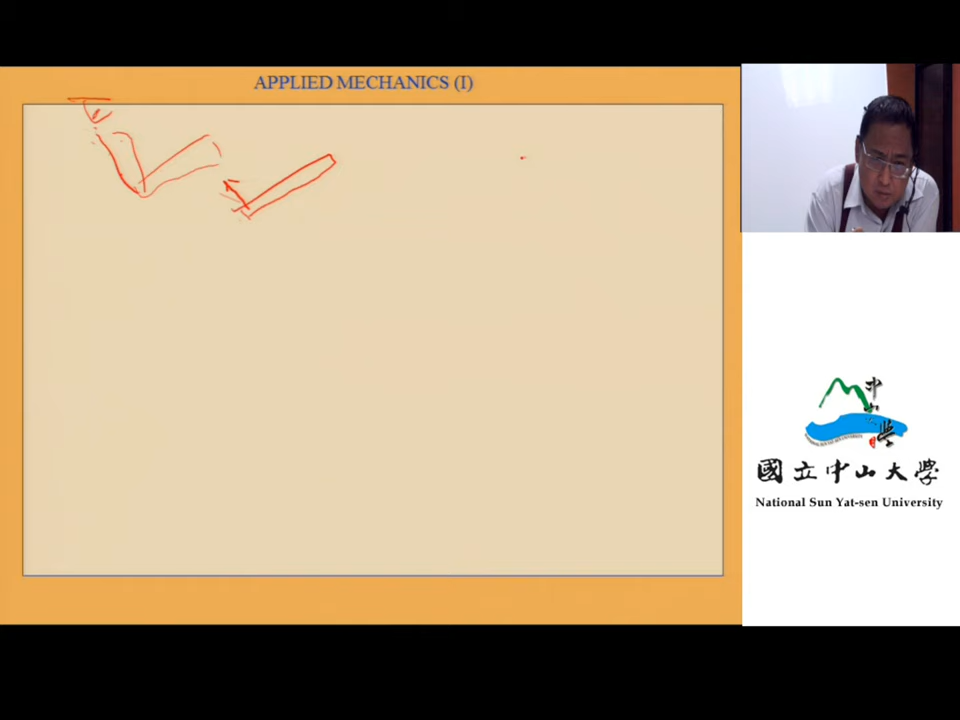 APPLIED MECHANICS (I)
國立中山大學
National Sun Yat-sen University